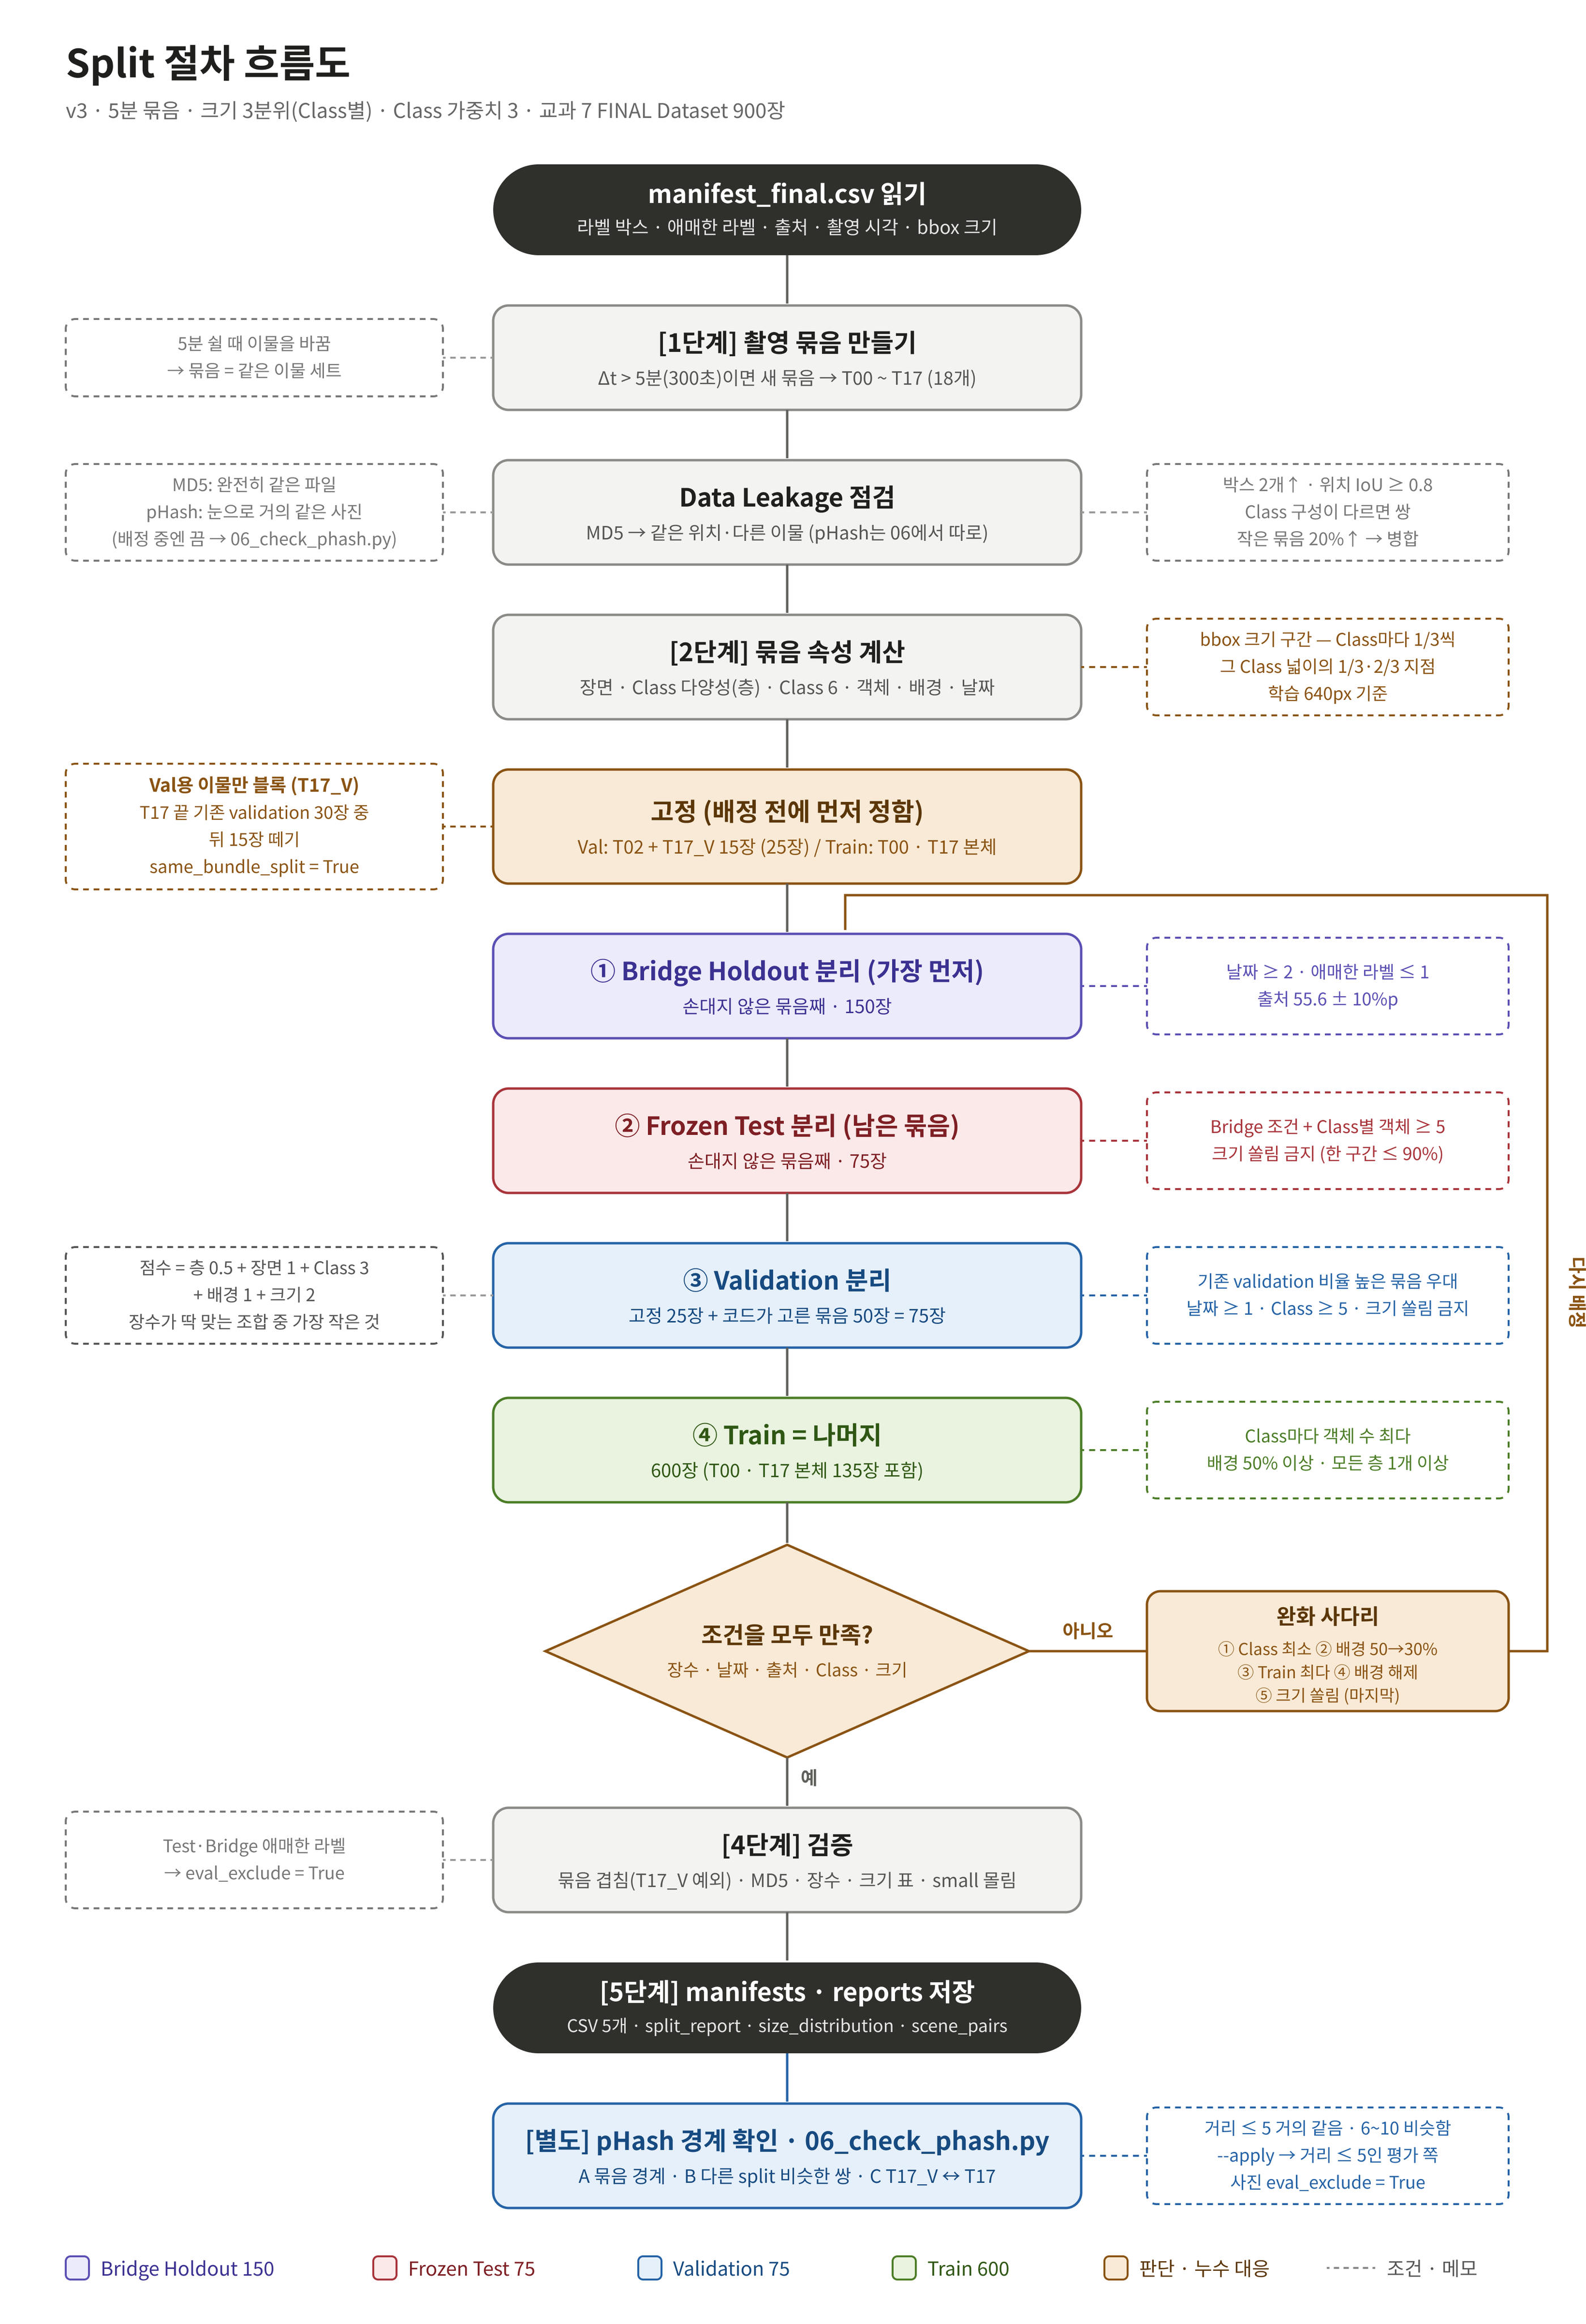 Split 절차 흐름도
v3 · 5분 묶음 · 크기 3분위(Class별) · Class 가중치 3 · 교과 7 FINAL Dataset 900장
manifest_final.csv 읽기
라벨 박스 · 애매한 라벨 · 출처 · 촬영 시각 · bbox 크기
5분 쉴 때 이물을 바꿈
→ 묶음 = 같은 이물 세트
[1단계] 촬영 묶음 만들기
Δt > 5분(300초)이면 새 묶음 → T00 ~ T17 (18개)
MD5: 완전히 같은 파일
pHash: 눈으로 거의 같은 사진
(배정 중엔 끔 → 06_check_phash.py)
Data Leakage 점검
MD5 → 같은 위치·다른 이물 (pHash는 06에서 따로)
박스 2개↑ · 위치 IoU ≥ 0.8
Class 구성이 다르면 쌍
작은 묶음 20%↑ → 병합
[2단계] 묶음 속성 계산
장면 · Class 다양성(층) · Class 6 · 객체 · 배경 · 날짜
bbox 크기 구간 — Class마다 1/3씩
그 Class 넓이의 1/3·2/3 지점
학습 640px 기준
Val용 이물만 블록 (T17_V)
T17 끝 기존 validation 30장 중
뒤 15장 떼기
same_bundle_split = True
고정 (배정 전에 먼저 정함)
Val: T02 + T17_V 15장 (25장) / Train: T00 · T17 본체
① Bridge Holdout 분리 (가장 먼저)
손대지 않은 묶음째 · 150장
날짜 ≥ 2 · 애매한 라벨 ≤ 1
출처 55.6 ± 10%p
② Frozen Test 분리 (남은 묶음)
손대지 않은 묶음째 · 75장
Bridge 조건 + Class별 객체 ≥ 5
크기 쏠림 금지 (한 구간 ≤ 90%)
점수 = 층 0.5 + 장면 1 + Class 3
+ 배경 1 + 크기 2
장수가 딱 맞는 조합 중 가장 작은 것
③ Validation 분리
고정 25장 + 코드가 고른 묶음 50장 = 75장
기존 validation 비율 높은 묶음 우대
날짜 ≥ 1 · Class ≥ 5 · 크기 쏠림 금지
다시 배정
④ Train = 나머지
600장 (T00 · T17 본체 135장 포함)
Class마다 객체 수 최다
배경 50% 이상 · 모든 층 1개 이상
조건을 모두 만족?
장수 · 날짜 · 출처 · Class · 크기
아니오
완화 사다리
① Class 최소 ② 배경 50→30%
③ Train 최다 ④ 배경 해제
⑤ 크기 쏠림 (마지막)
예
Test·Bridge 애매한 라벨
→ eval_exclude = True
[4단계] 검증
묶음 겹침(T17_V 예외) · MD5 · 장수 · 크기 표 · small 몰림
[5단계] manifests · reports 저장
CSV 5개 · split_report · size_distribution · scene_pairs
[별도] pHash 경계 확인 · 06_check_phash.py
A 묶음 경계 · B 다른 split 비슷한 쌍 · C T17_V ↔ T17
거리 ≤ 5 거의 같음 · 6~10 비슷함
--apply → 거리 ≤ 5인 평가 쪽
사진 eval_exclude = True
Bridge Holdout 150
Frozen Test 75
Validation 75
Train 600
판단 · 누수 대응
조건 · 메모